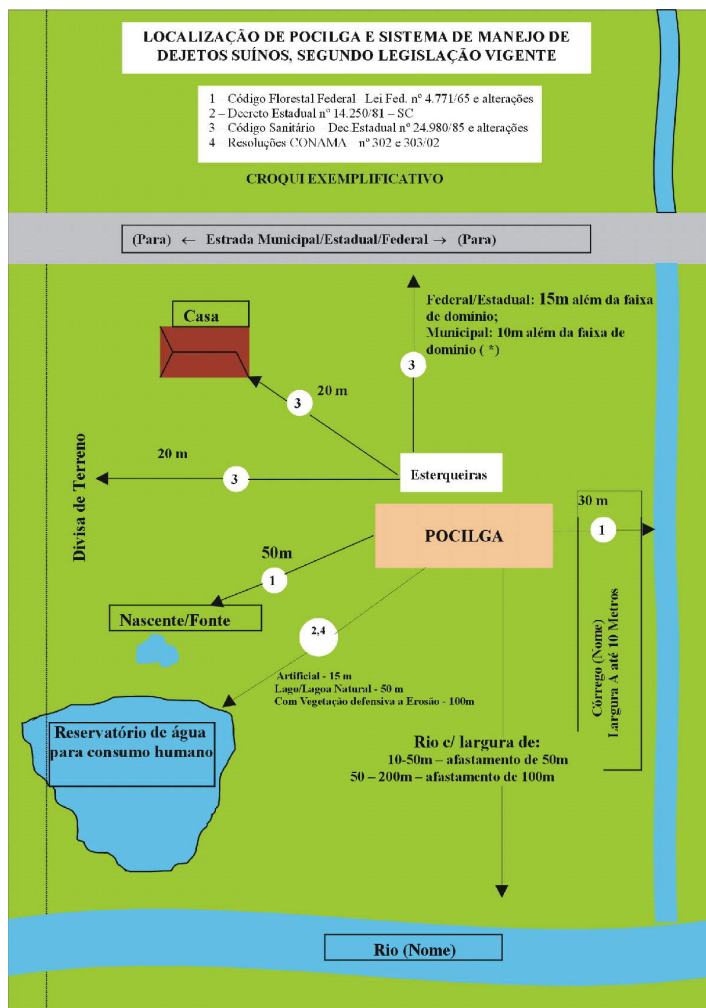 LOCALIZAÇÃO DE POCILGA E SISTEMA DE MANEJO DE
DEJETOS SUÍNOS, SEGUNDO LEGISLAÇÃO VIGENTE
1 Código Florestal Federal Lei Fed. nº 4.771/65 e alterações
2 – Decreto Estadual nº 14.250/81 – SC
3 Código Sanitário Dec.Estadual nº 24.980/85 e alterações
4 Resoluções CONAMA nº 302 e 303/02
CROQUI EXEMPLIFICATIVO
(Para) ← Estrada Municipal/Estadual/Federal → (Para)
Federal/Estadual: 15m além da faixa
de domínio;
Municipal: 10m além da faixa de
domínio ( *)
3
Casa
20 m
3
20 m
3
Divisa de Terreno
Esterqueiras
POCILGA
30 m
1
Córrego (Nome)
Largura A até 10 Metros
50m
1
Nascente/Fonte
2,4
Artificial - 15 m
Lago/Lagoa Natural - 50 m
Com Vegetação defensiva a Erosão - 100m
Reservatório de água
para consumo humano
Rio c/ largura de:
10-50m – afastamento de 50m
50 – 200m – afastamento de 100m
Rio (Nome)